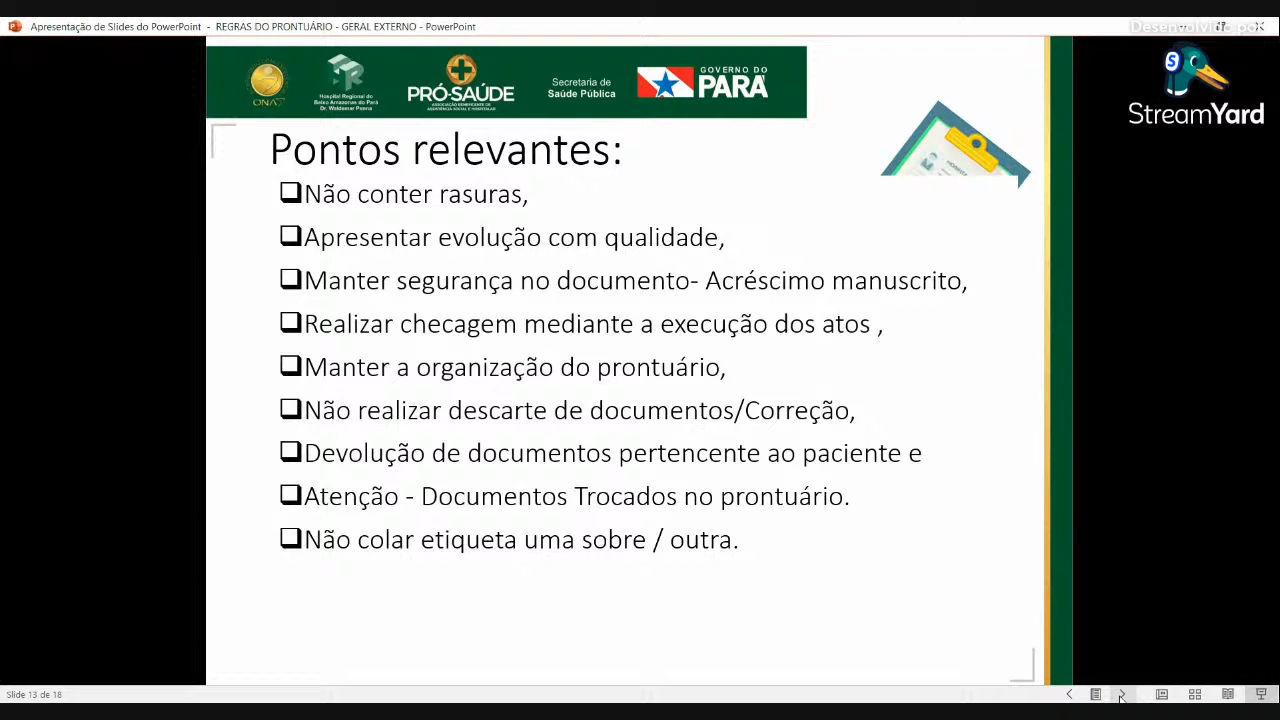 Apresentação de Slides do PowerPoint - REGRAS DO PRONTUÁRIO - GERAL EXTERNO - PowerPoint
Desenvolvido por
StreamYard
ONA
Hospital Regional do
Baixo Amazonas do Pará
Dr. Waldemar Penna
PRÓ-SAÚDE
ASSOCIAÇÃO BENEFICENTE DE
ASSISTÊNCIA SOCIAL E HOSPITALAR
Secretaria de
Saúde Pública
GOVERNO DO
PARÁ
Pontos relevantes:
Não conter rasuras,
Apresentar evolução com qualidade,
Manter segurança no documento- Acréscimo manuscrito,
Realizar checagem mediante a execução dos atos ,
Manter a organização do prontuário,
Não realizar descarte de documentos/Correção,
Devolução de documentos pertencente ao paciente e
Atenção - Documentos Trocados no prontuário.
Não colar etiqueta uma sobre / outra.
Slide 13 de 18